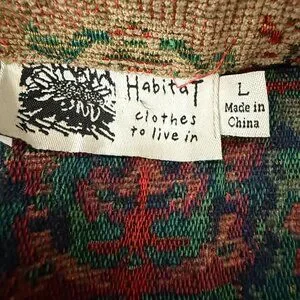 Habitat
clothes
to live in
L
Made in
China